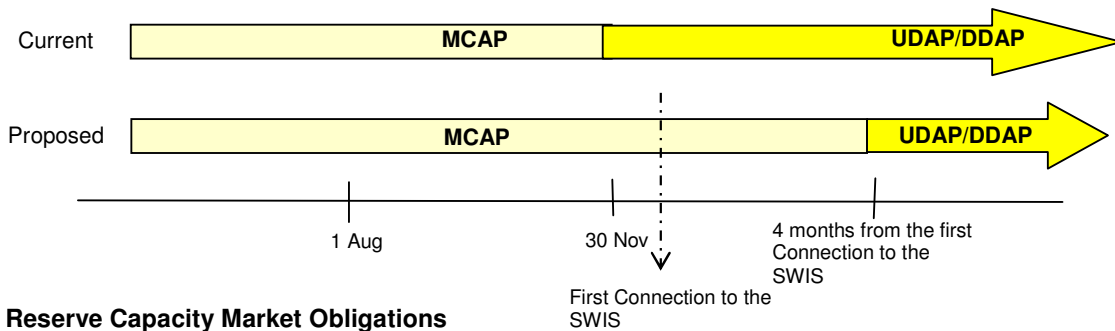 Current
MCAP
UDAP/DDAP
Proposed
MCAP
UDAP/DDAP
1 Aug
30 Nov
4 months from the first
Connection to the
SWIS
First Connection to the
SWIS
Reserve Capacity Market Obligations